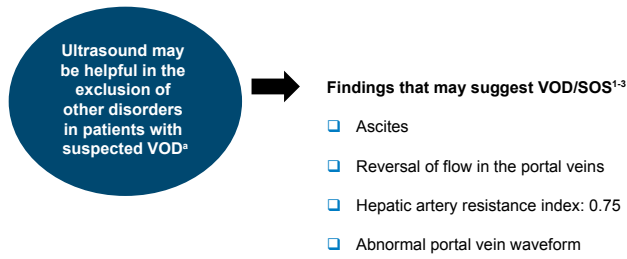 Ultrasound may
be helpful in the
exclusion of
other disorders
in patients with
suspected VODᵃ
Findings that may suggest VOD/SOS¹⁻³
Ascites
Reversal of flow in the portal veins
Hepatic artery resistance index: 0.75
Abnormal portal vein waveform